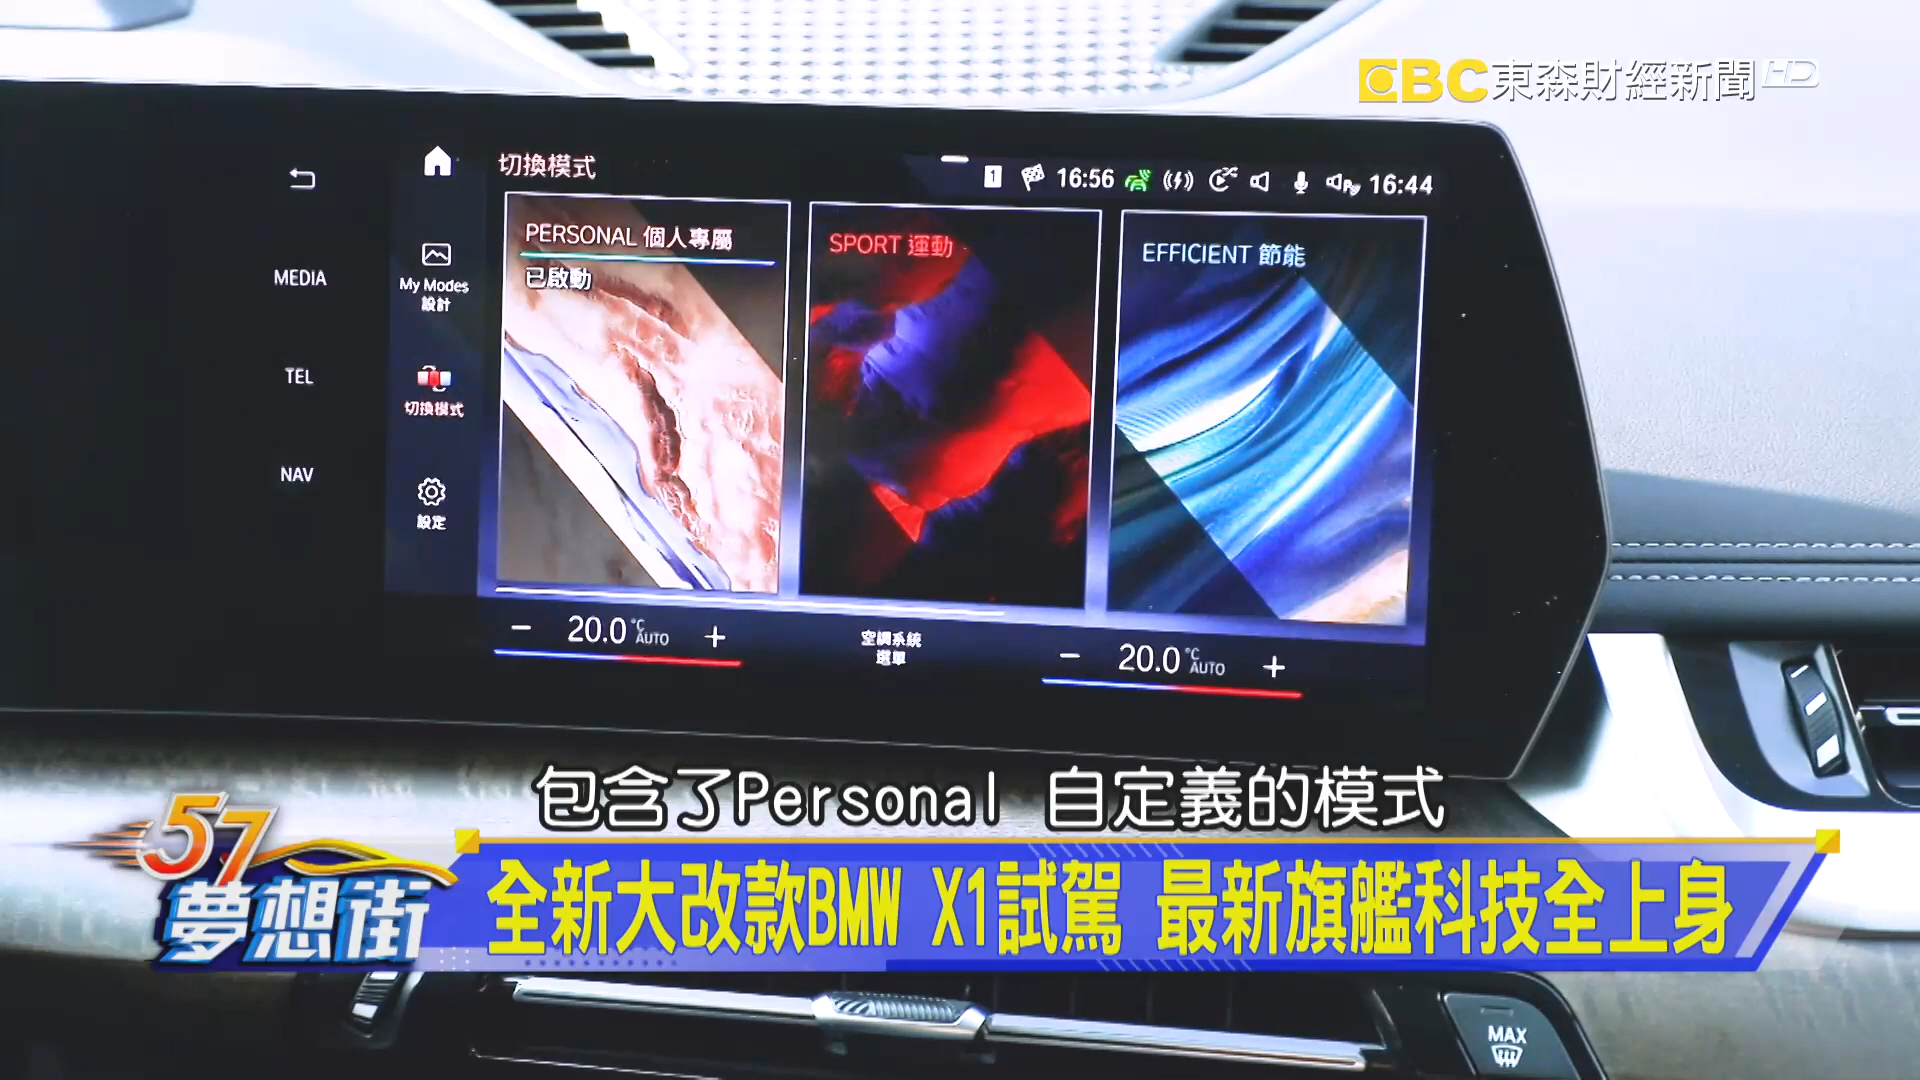 EBC東森財經新聞HD
切換模式
1 16:56 16:44
PERSONAL 個人專屬
已啟動
SPORT 運動
EFFICIENT 節能
MEDIA
My Modes
設計
TEL
切換模式
NAV
設定
20.0°C AUTO
空調系統
選單
20.0°C AUTO
包含了Personal 自定義的模式
57
夢想街
全新大改款BMW X1試駕 最新旗艦科技全上身
MAX